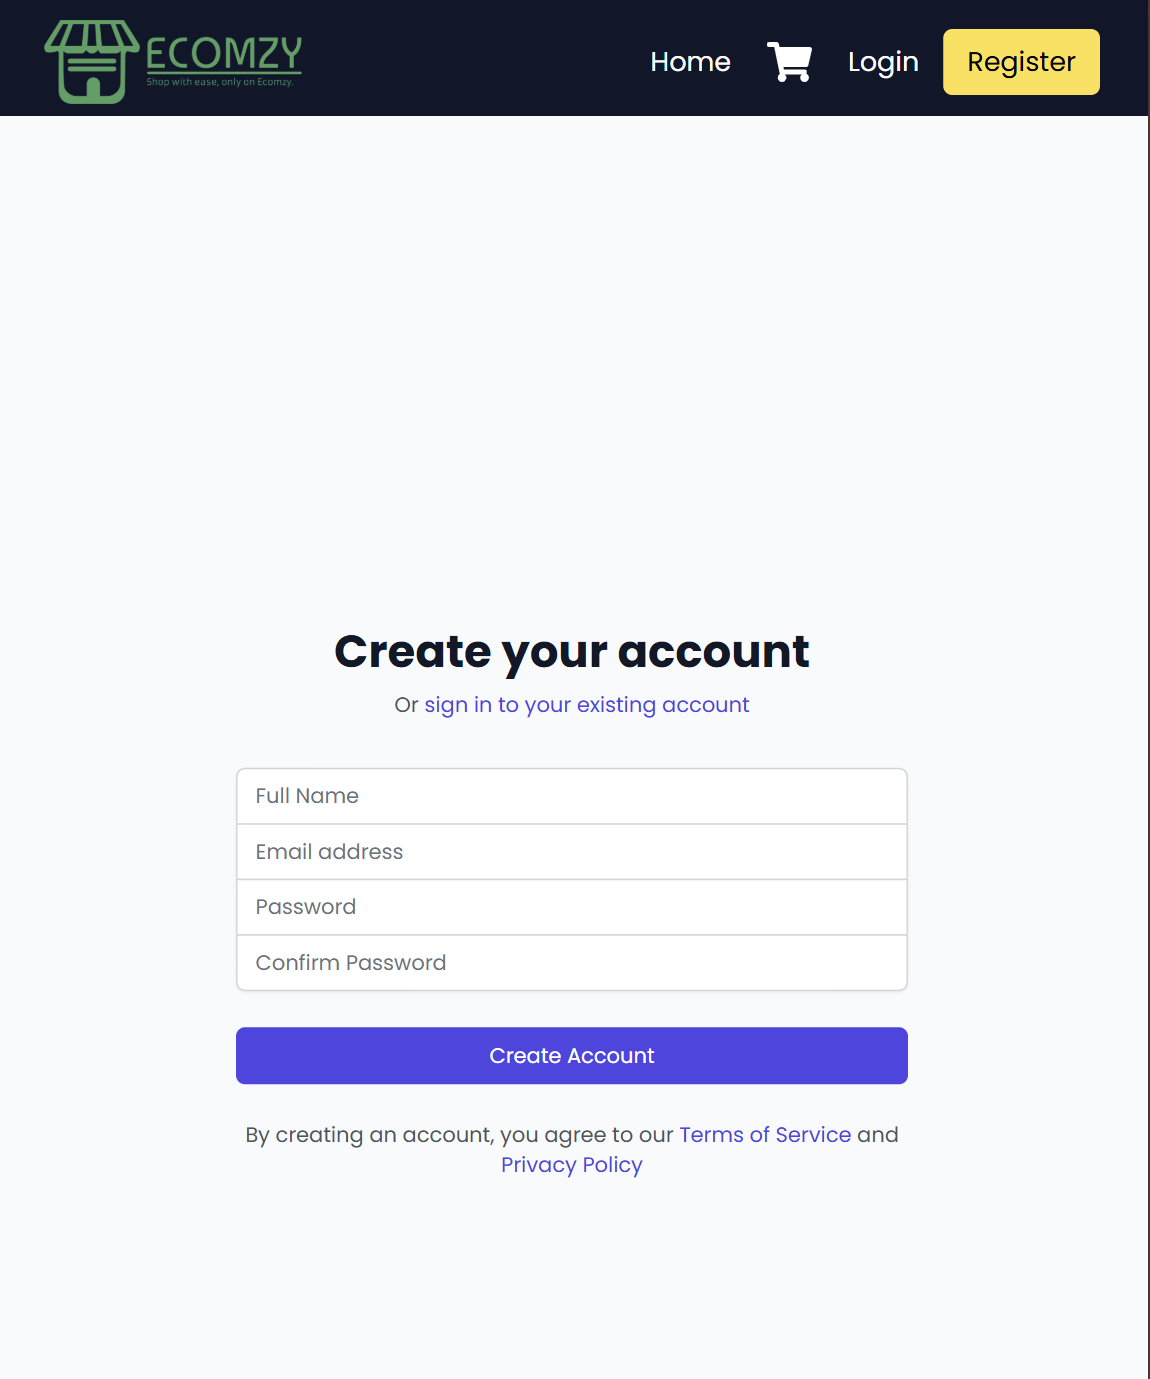 ECOMZY
Shop with ease, only on Ecomzy.
Home
Login
Register
Create your account
Or sign in to your existing account
Full Name
Email address
Password
Confirm Password
Create Account
By creating an account, you agree to our Terms of Service and
Privacy Policy